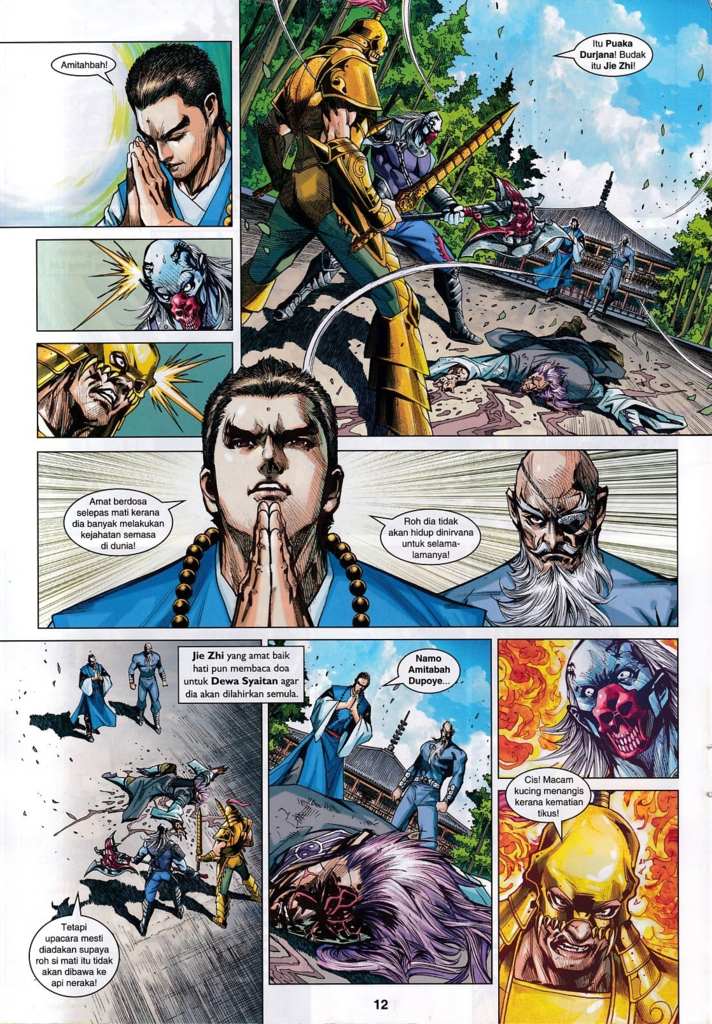 Amitahbah!
Itu Puaka
Durjana! Budak
itu Jie Zhi!
Amat berdosa
selepas mati kerana
dia banyak melakukan
kejahatan semasa
di dunia!
Roh dia tidak
akan hidup dinirvana
untuk selama-
lamanya!
Jie Zhi yang amat baik
hati pun membaca doa
untuk Dewa Syaitan agar
dia akan dilahirkan semula.
Tetapi
upacara mesti
diadakan supaya
roh si mati itu tidak
akan dibawa ke
api neraka!
Namo
Amitabah
Dupoye...
Cis! Macam
kucing menangis
kerana kematian
tikus!
12